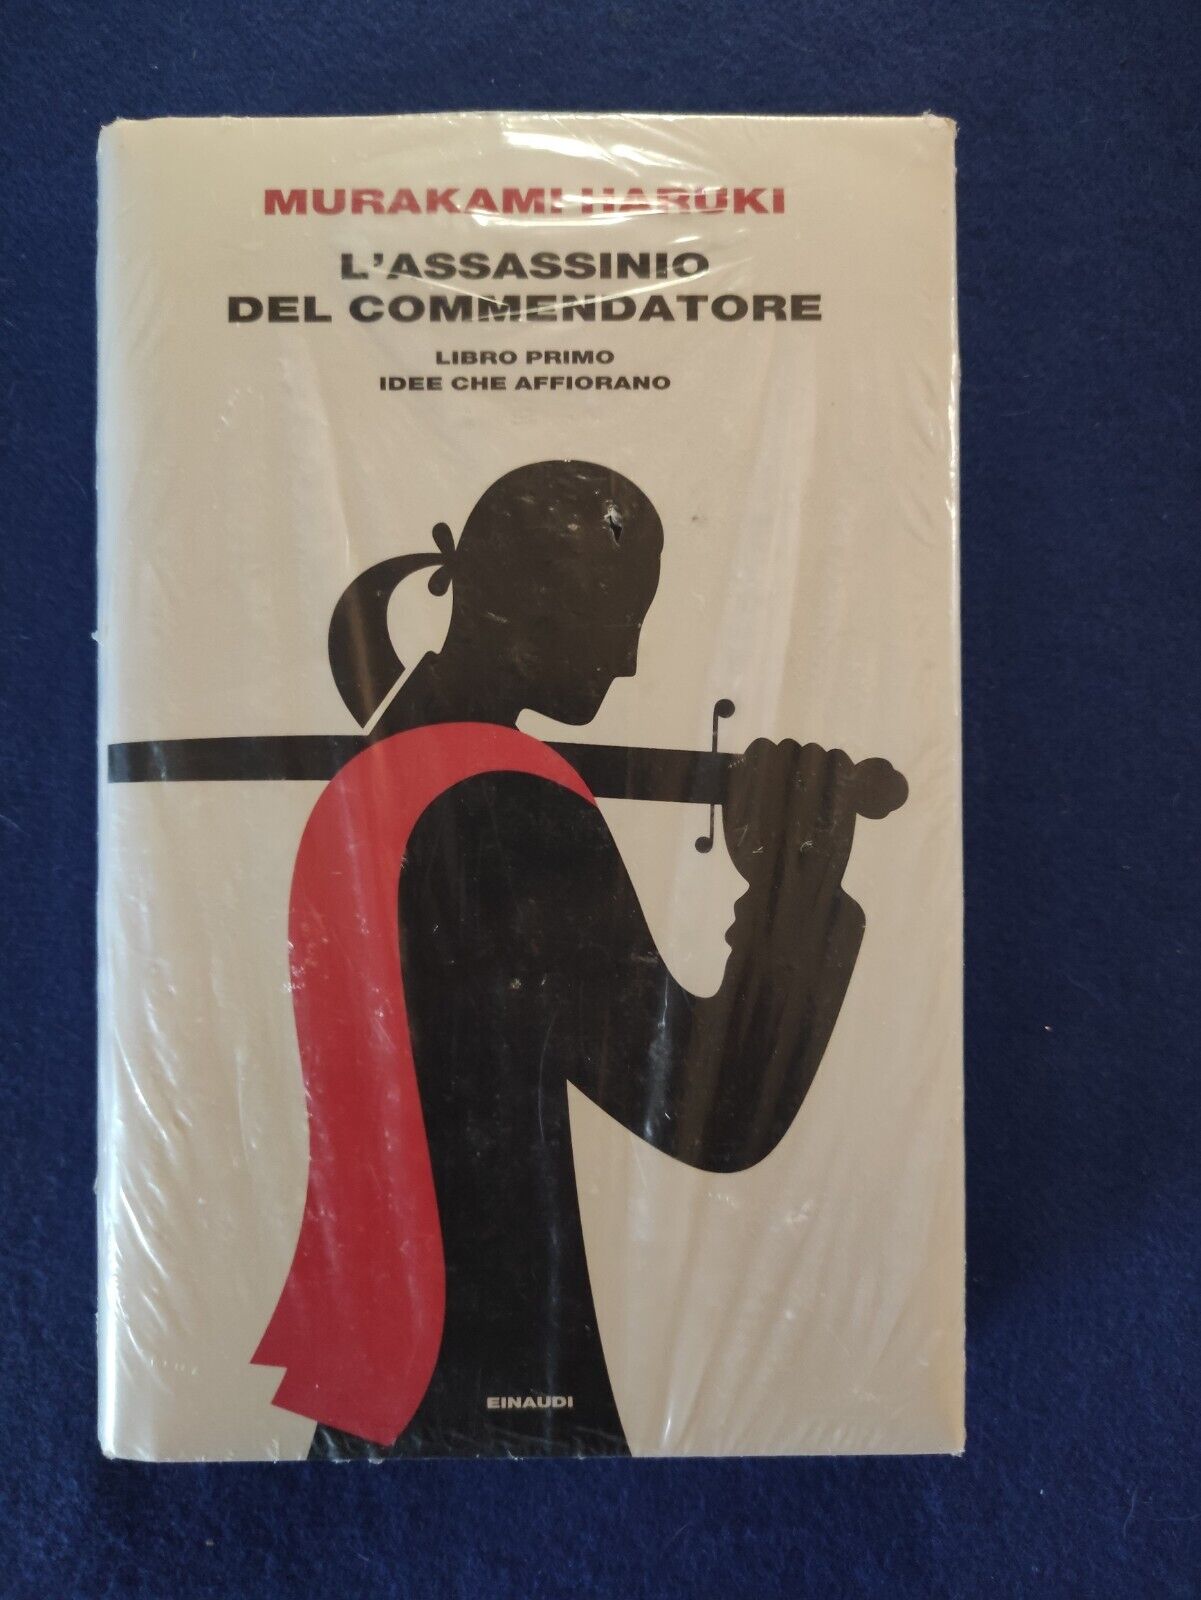 MURAKAMI HARUKI
L'ASSASSINIO
DEL COMMENDATORE
LIBRO PRIMO
IDEE CHE AFFIORANO
EINAUDI